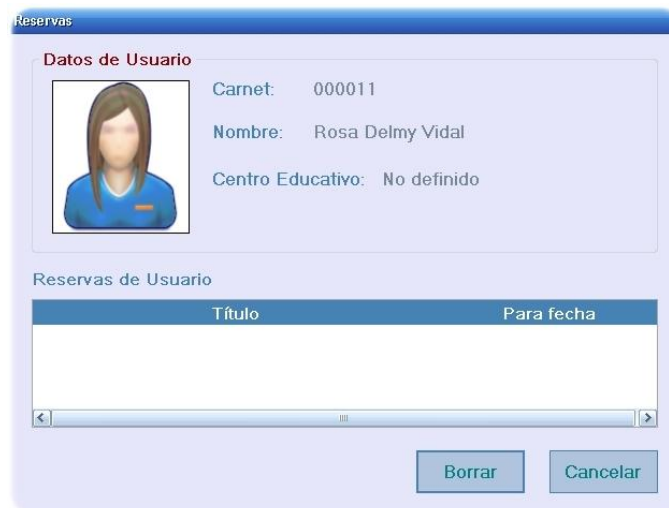 Reservas
Datos de Usuario
Carnet: 000011
Nombre: Rosa Delmy Vidal
Centro Educativo: No definido
Reservas de Usuario
Título Para fecha
Borrar Cancelar